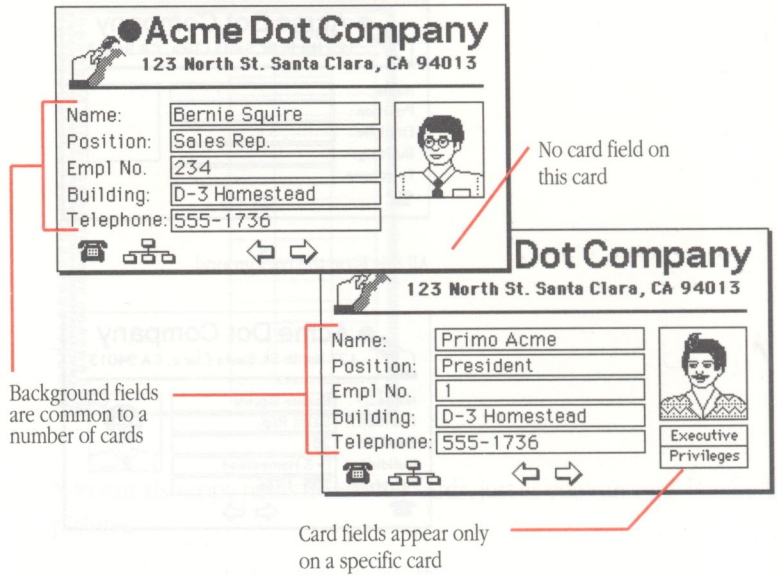 Acme Dot Company
123 North St. Santa Clara, CA 94013
Name: Bernie Squire
Position: Sales Rep.
Empl No. 234
Building: D-3 Homestead
Telephone: 555-1736
No card field on
this card
Dot Company
123 North St. Santa Clara, CA 94013
Name: Primo Acme
Position: President
Empl No. 1
Building: D-3 Homestead
Telephone: 555-1736
Executive
Privileges
Background fields
are common to a
number of cards
Card fields appear only
on a specific card